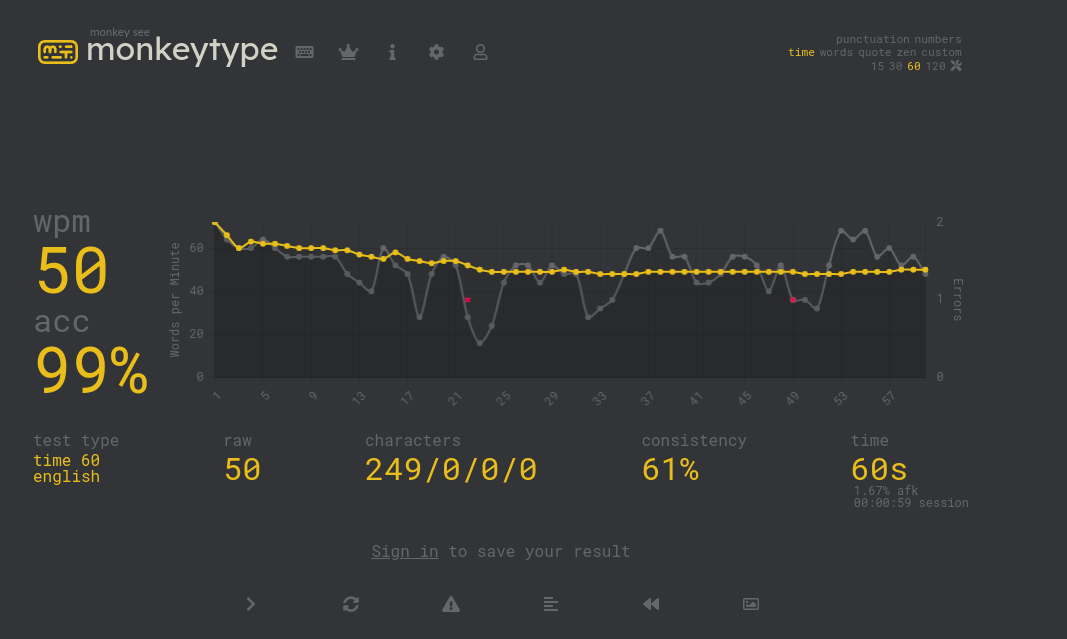 monkey see
monkeytype
punctuation numbers
time words quote zen custom
15 30 60 120
wpm
50
acc
99%
Words per Minute
60
40
20
0
2
1
0
Errors
1 5 9 13 17 21 25 29 33 37 41 45 49 53 57
test type
time 60
english
raw
50
characters
249/0/0/0
consistency
61%
time
60s
1.67% afk
00:00:59 session
Sign in to save your result